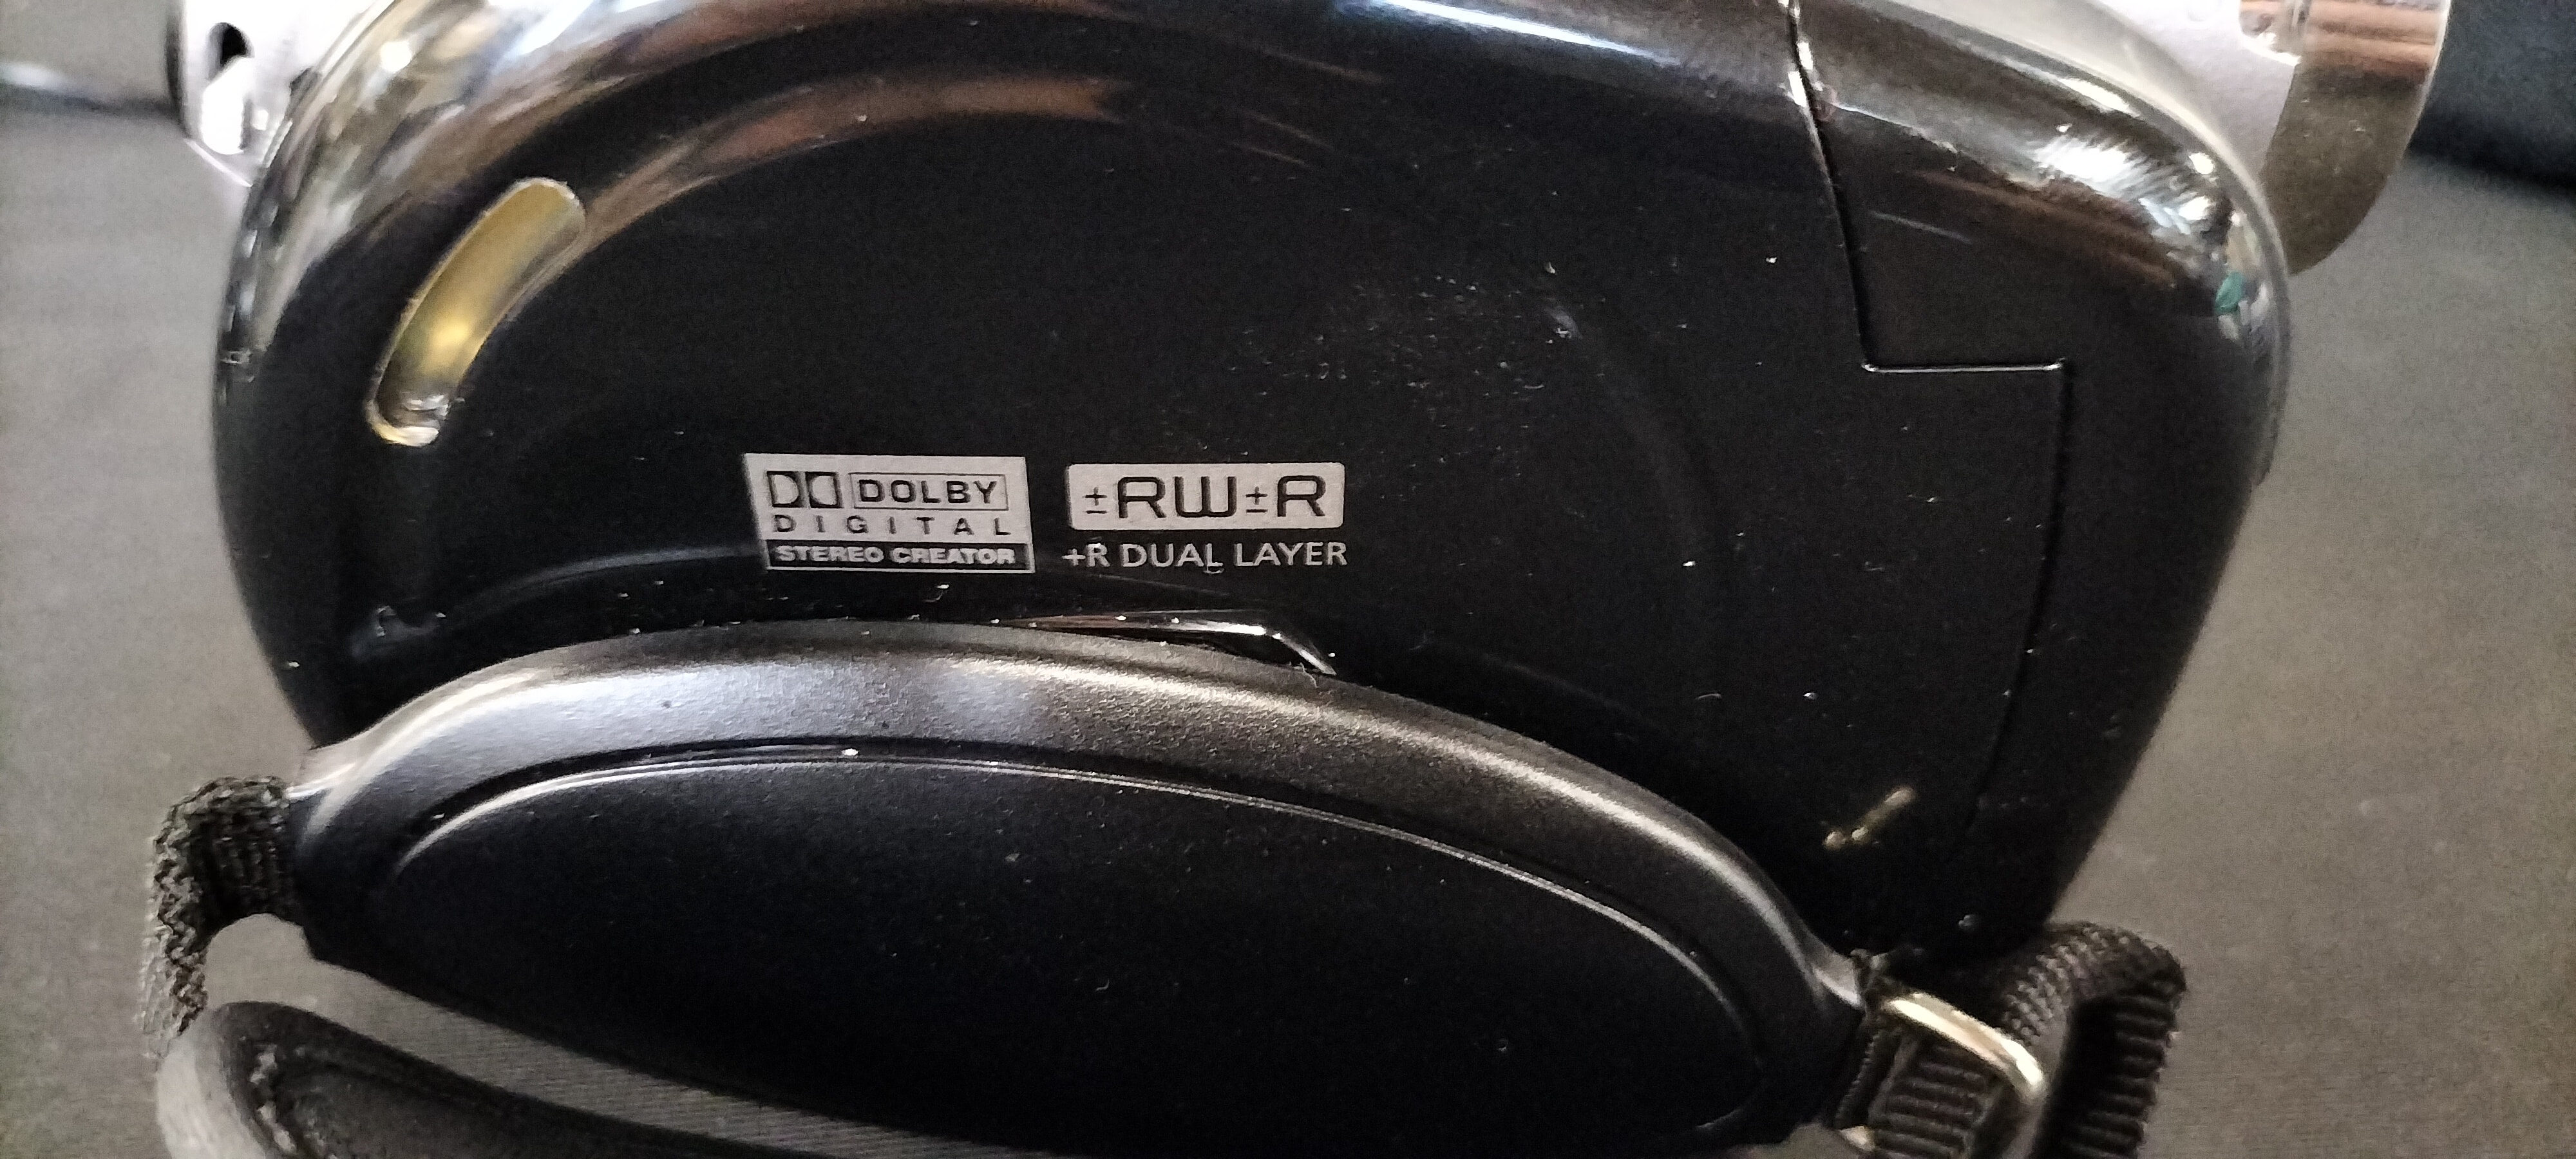 DOLBY
DIGITAL
STEREO CREATOR
±RW±R
+R DUAL LAYER